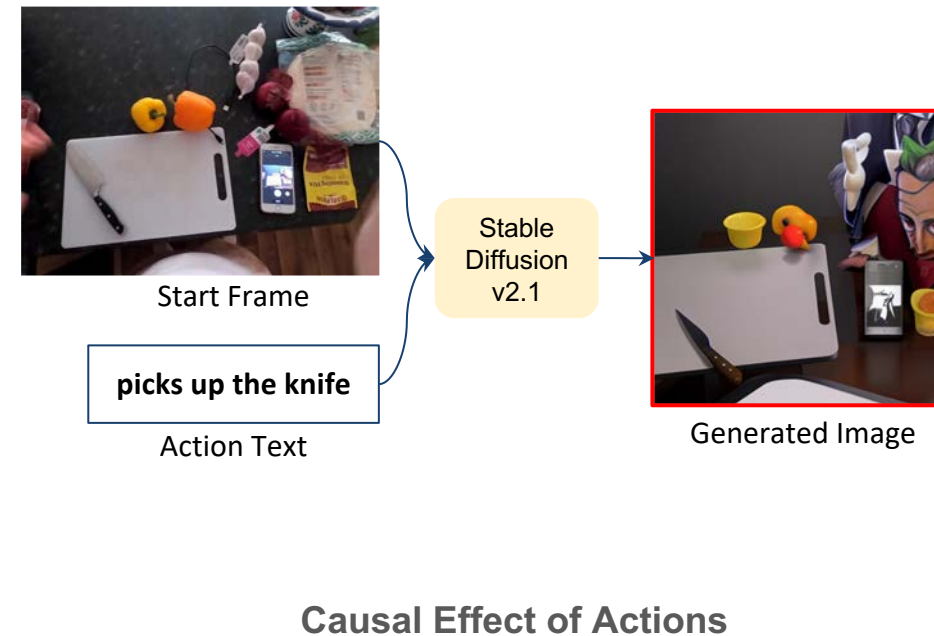 Start Frame
picks up the knife
Action Text
Stable
Diffusion
v2.1
Generated Image
Causal Effect of Actions